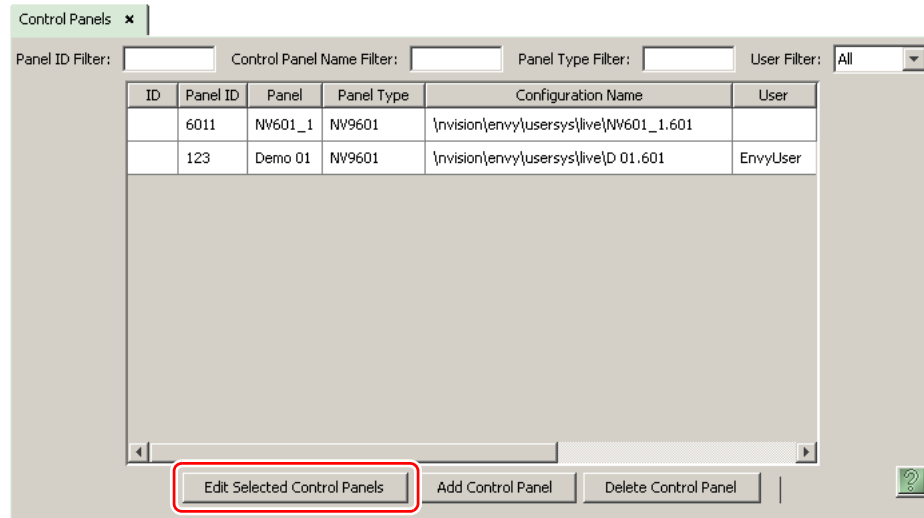 Control Panels ×
Panel ID Filter: Control Panel Name Filter: Panel Type Filter: User Filter: All
ID Panel ID Panel Panel Type Configuration Name User
6011 NV601_1 NV9601 \nvision\envy\usersys\live\NV601_1.601
123 Demo 01 NV9601 \nvision\envy\usersys\live\D 01.601 EnvyUser
Edit Selected Control Panels Add Control Panel Delete Control Panel ?